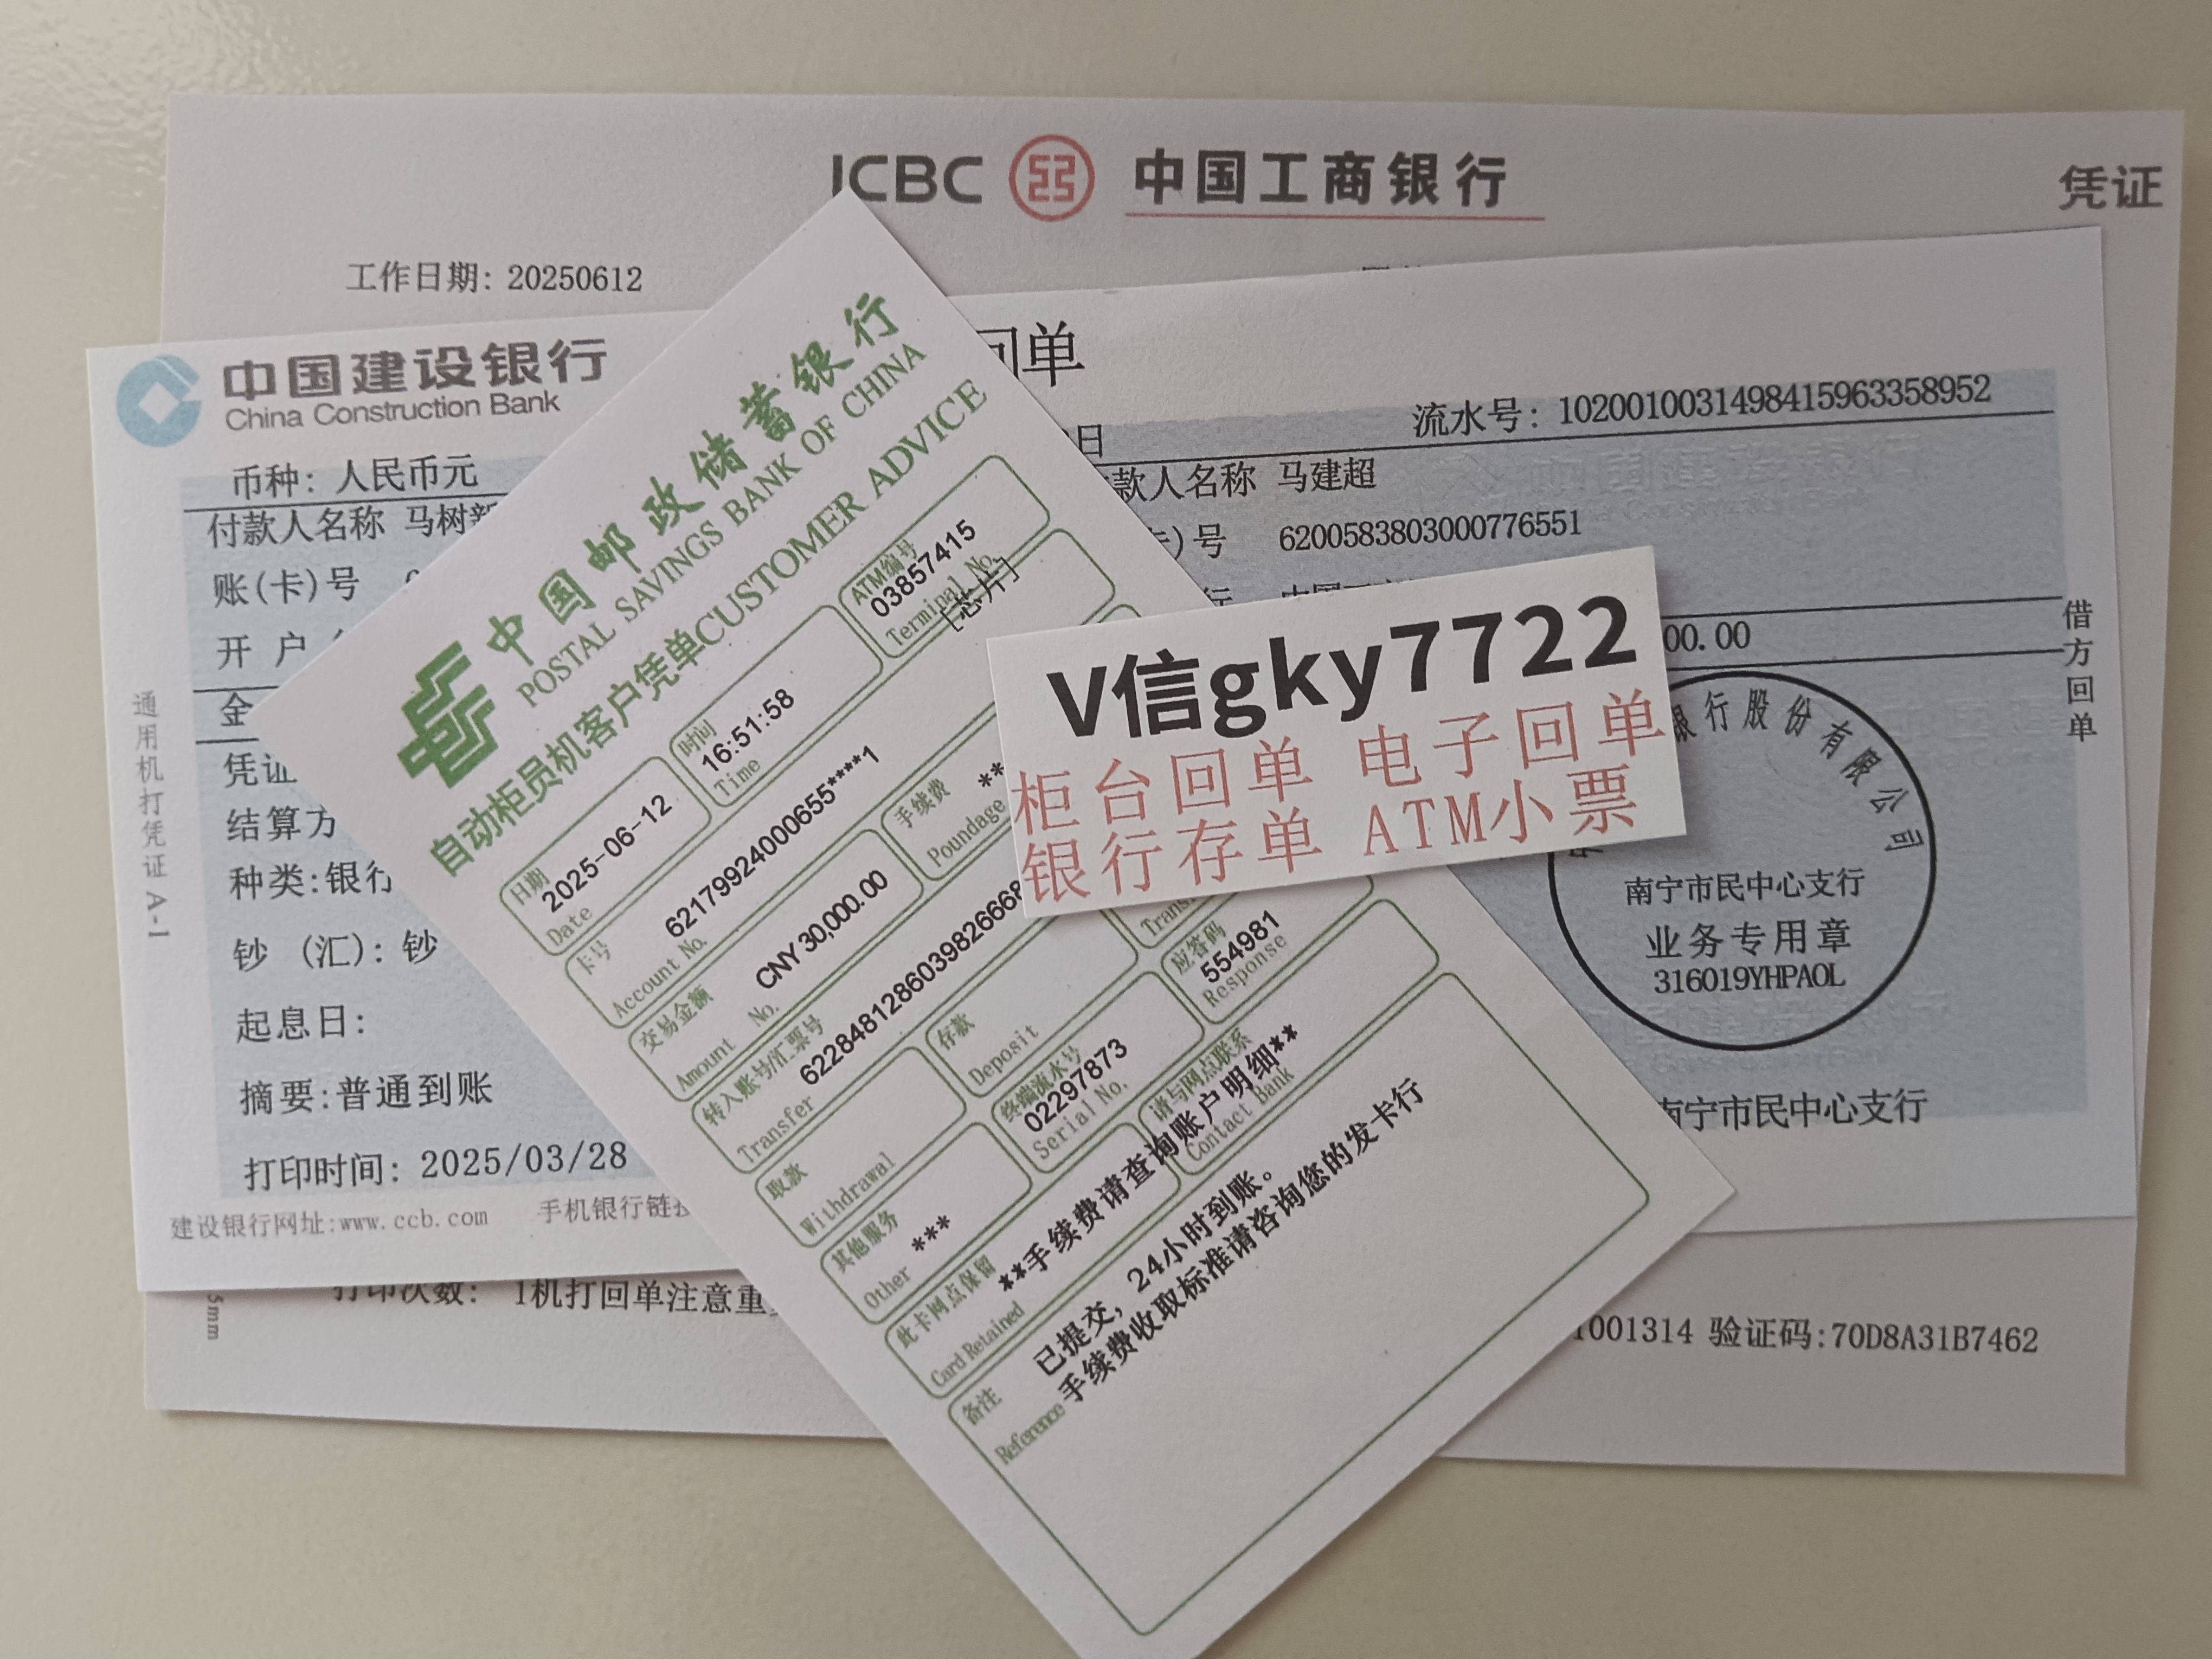 ICBC 中国工商银行
凭证
工作日期: 20250612
回单
中国建设银行
China Construction Bank
流水号: 10200100314984159633589 52
币种: 人民币元
日
付款人名称 马树
款人名称 马建超
账(卡)号
号 6200583803000776551
开 户
行
00.00
金
凭证
结算方
种类:银行
钞 (汇): 钞
起息日:
摘要:普通到账
打印时间: 2025/03/28
建设银行网址:www.ccb.com
手机银行链接
通用机打凭证 A-1
借方回单
银行股份有限公司
南宁市民中心支行
业务专用章
316019YHPAOL
南宁市民中心支行
打印次数: 1机打回单注意重
5mm
1001314 验证码:70D8A31B7462
中国邮政储蓄银行
POSTAL SAVINGS BANK OF CHINA
自动柜员机客户凭单CUSTOMER ADVICE
日期
2025-06-12
Date
时间
16:51:58
Time
ATM编号
03857415
Terminal No.
[芯片]
卡号
6217992400655****1
Account No.
交易金额
CNY 30,000.00
Amount
No.
手续费
**
Poundage
转入账号/汇票号
6228481286039826668
Transfer
存款
Deposit
应答码
554981
Response
取款
Withdrawal
终端流水号
02297873
Serial No.
请与网点联系
Contact Bank
其他服务
***
Other
此卡网点保留
**手续费请查询账户明细**
Card Retained
备注
已提交, 24小时到账。
手续费收取标准请咨询您的发卡行
Reference
V信gky7722
柜台回单 电子回单
银行存单 ATM小票